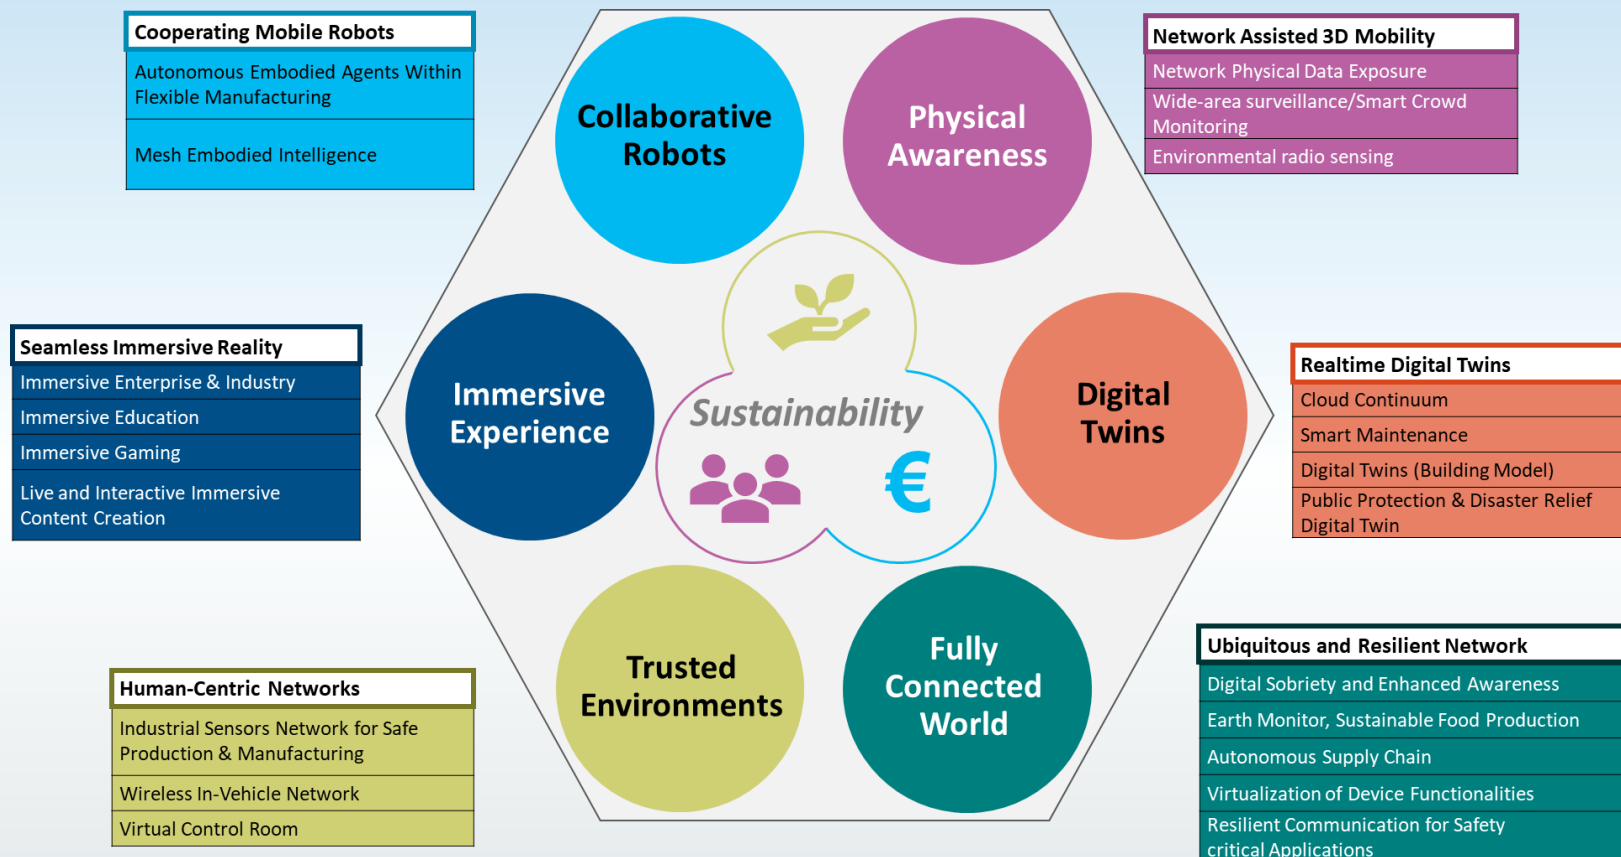 Cooperating Mobile Robots
Autonomous Embodied Agents Within
Flexible Manufacturing
Mesh Embodied Intelligence
Collaborative
Robots
Physical
Awareness
Network Assisted 3D Mobility
Network Physical Data Exposure
Wide-area surveillance/Smart Crowd
Monitoring
Environmental radio sensing
Seamless Immersive Reality
Immersive Enterprise & Industry
Immersive Education
Immersive Gaming
Live and Interactive Immersive
Content Creation
Immersive
Experience
Sustainability
€
Digital
Twins
Realtime Digital Twins
Cloud Continuum
Smart Maintenance
Digital Twins (Building Model)
Public Protection & Disaster Relief
Digital Twin
Human-Centric Networks
Industrial Sensors Network for Safe
Production & Manufacturing
Wireless In-Vehicle Network
Virtual Control Room
Trusted
Environments
Fully
Connected
World
Ubiquitous and Resilient Network
Digital Sobriety and Enhanced Awareness
Earth Monitor, Sustainable Food Production
Autonomous Supply Chain
Virtualization of Device Functionalities
Resilient Communication for Safety
critical Applications